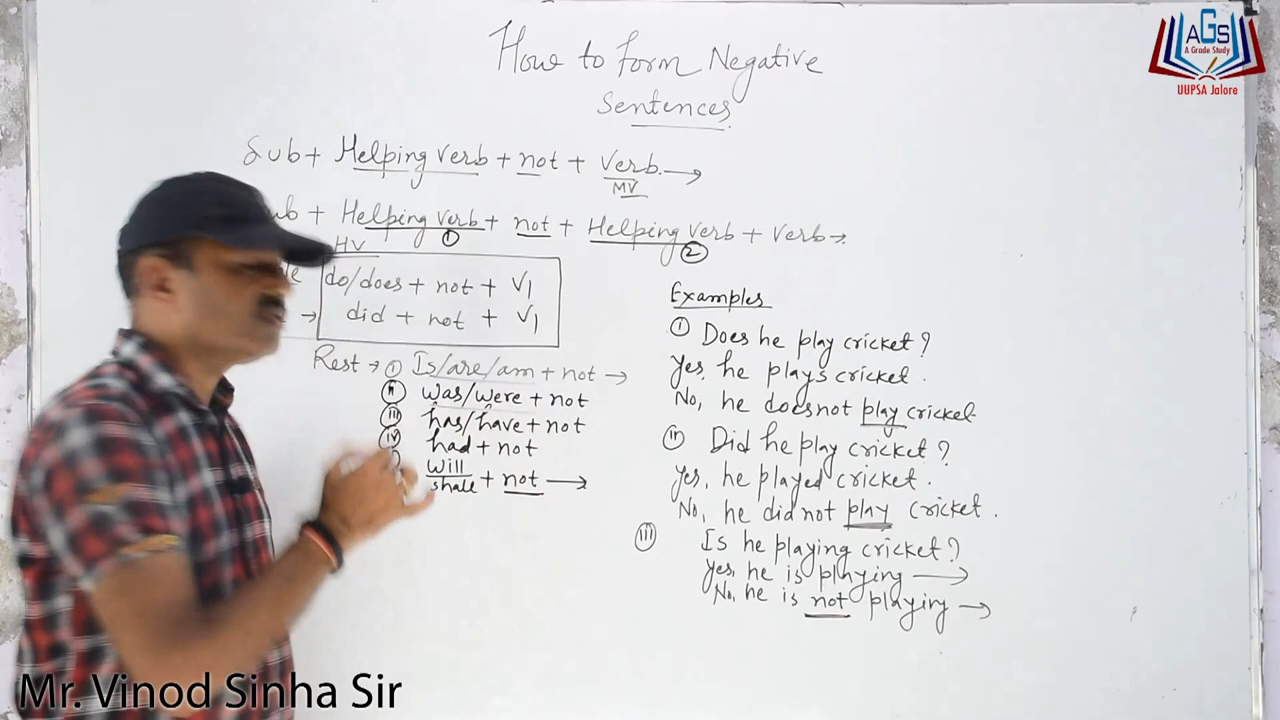 How to form Negative
Sentences
AGS
A Grade Study
UUPSA Jalore
Sub + Helping verb + not + Verb →
MV
+ Helping verb + not + Helping verb + verb →
① ②
HV
do/does + not + V1
→ did + not + V1
Rest → ① Is/are/am + not →
ⓘⓘ was/were + not
ⓘⓘⓘ has/have + not
ⓘⓥ had + not
will
shall + not →
Examples
① Does he play cricket?
Yes, he plays cricket.
No, he does not play cricket
ⓘⓘ Did he play cricket?
Yes, he played cricket.
No, he did not play cricket.
ⓘⓘⓘ Is he playing cricket?
Yes, he is playing →
No, he is not playing →
Mr. Vinod Sinha Sir